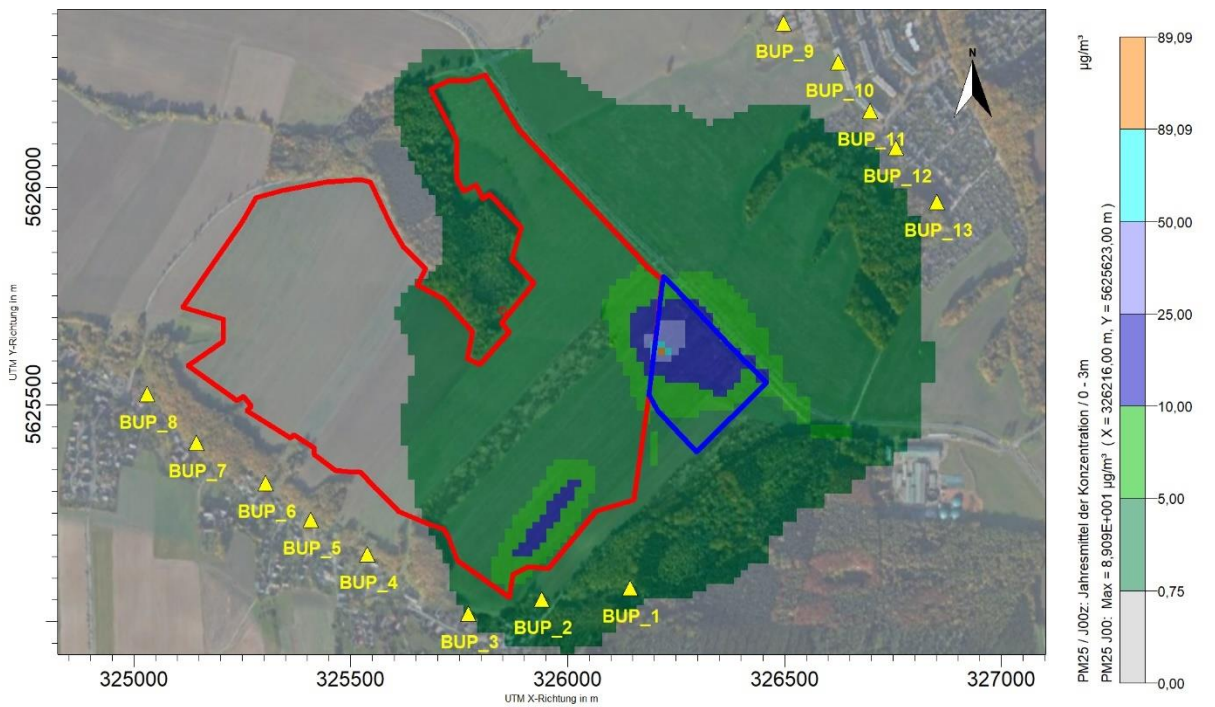 BUP_9
BUP_10
BUP_11
BUP_12
BUP_13
BUP_8
BUP_7
BUP_6
BUP_5
BUP_4
BUP_3
BUP_2
BUP_1
N
5626000
5625500
UTM Y-Richtung in m
325000
325500
326000
326500
327000
UTM X-Richtung in m
µg/m³
89,09
89,09
50,00
25,00
10,00
5,00
0,75
0,00
PM25 / J00z: Jahresmittel der Konzentration / 0 - 3m
PM25 J00: Max = 8,909E+001 µg/m³ ( X = 326216,00 m, Y = 5625623,00 m )